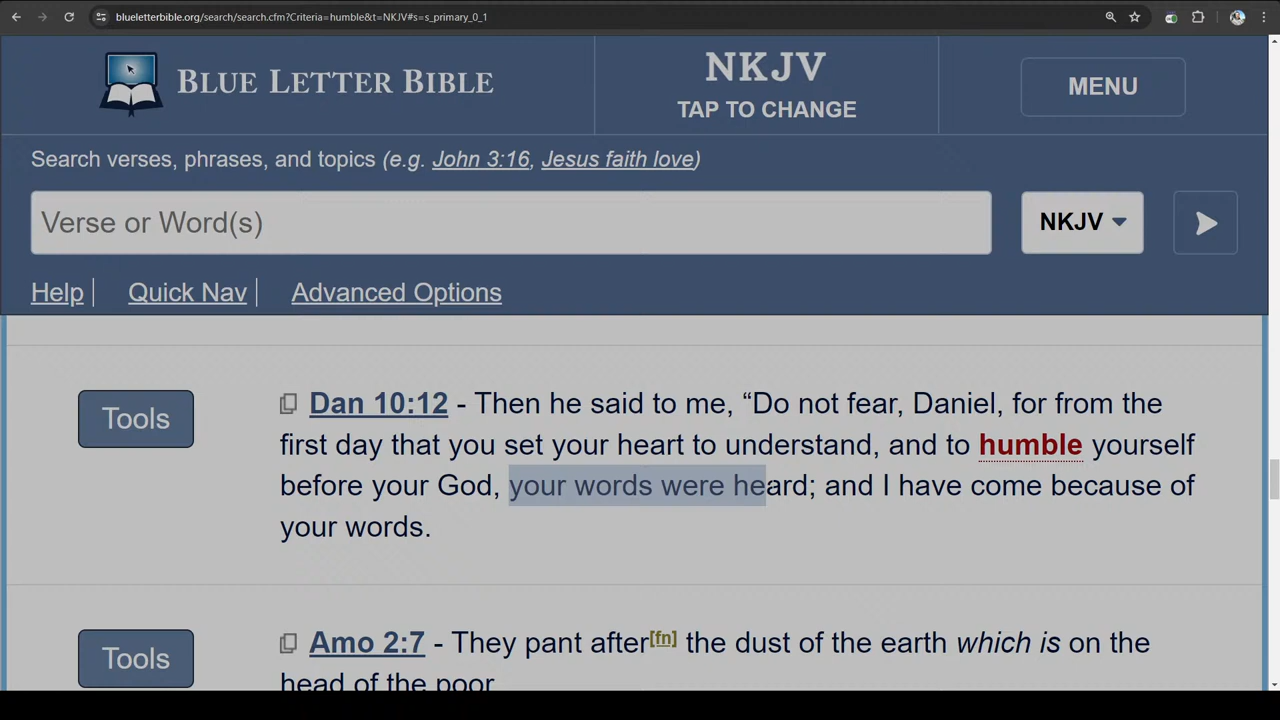 blueletterbible.org/search/search.cfm?Criteria=humble&t=NKJV#s=s_primary_0_1
BLUE LETTER BIBLE
NKJV
TAP TO CHANGE
MENU
Search verses, phrases, and topics (e.g. John 3:16, Jesus faith love)
Verse or Word(s)
NKJV
Help
Quick Nav
Advanced Options
Tools
Dan 10:12 - Then he said to me, “Do not fear, Daniel, for from the
first day that you set your heart to understand, and to humble yourself
before your God, your words were heard; and I have come because of
your words.
Tools
Amo 2:7 - They pant after[fn] the dust of the earth which is on the
head of the poor